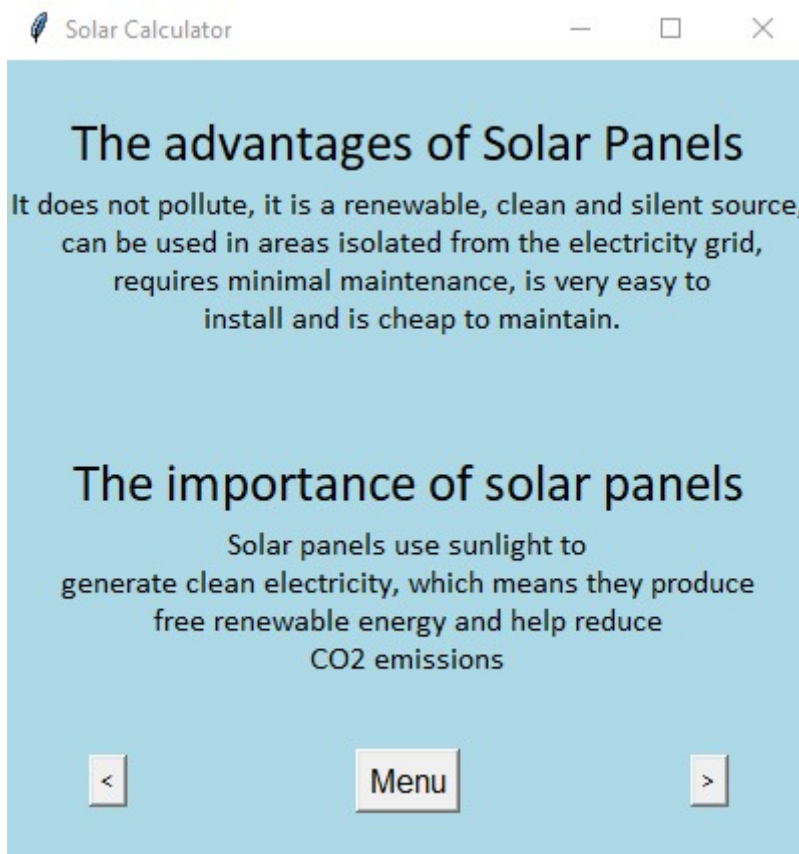 Solar Calculator
The advantages of Solar Panels
It does not pollute, it is a renewable, clean and silent source,
can be used in areas isolated from the electricity grid,
requires minimal maintenance, is very easy to
install and is cheap to maintain.
The importance of solar panels
Solar panels use sunlight to
generate clean electricity, which means they produce
free renewable energy and help reduce
CO2 emissions
< Menu >